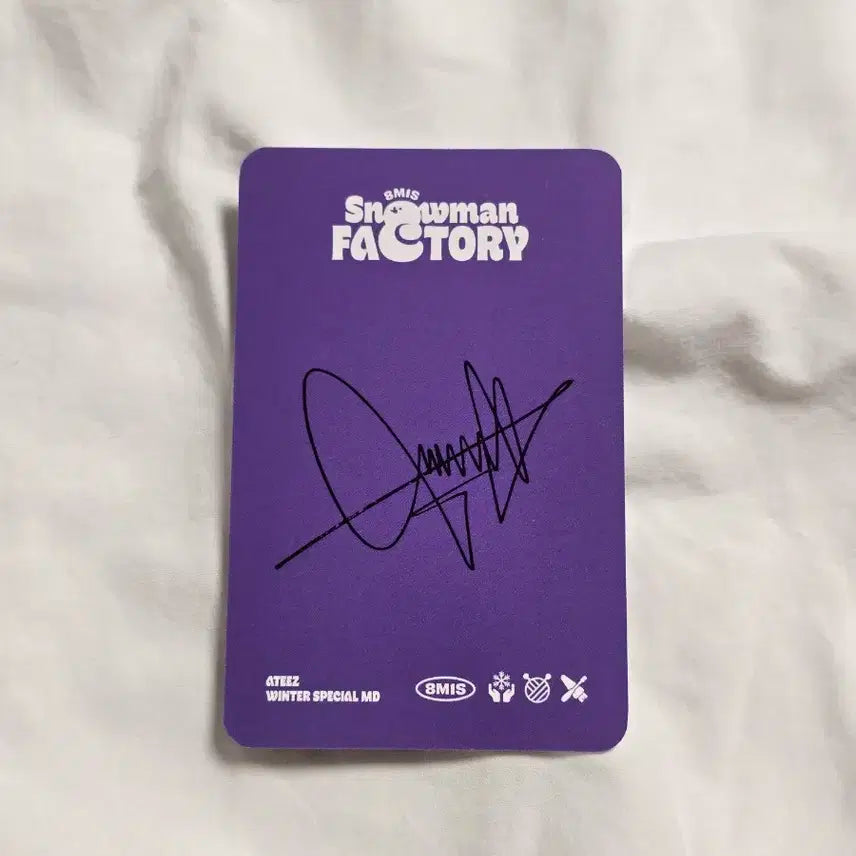 8MIS
Snowman
FACTORY
ATEEZ
WINTER SPECIAL MD
8MIS